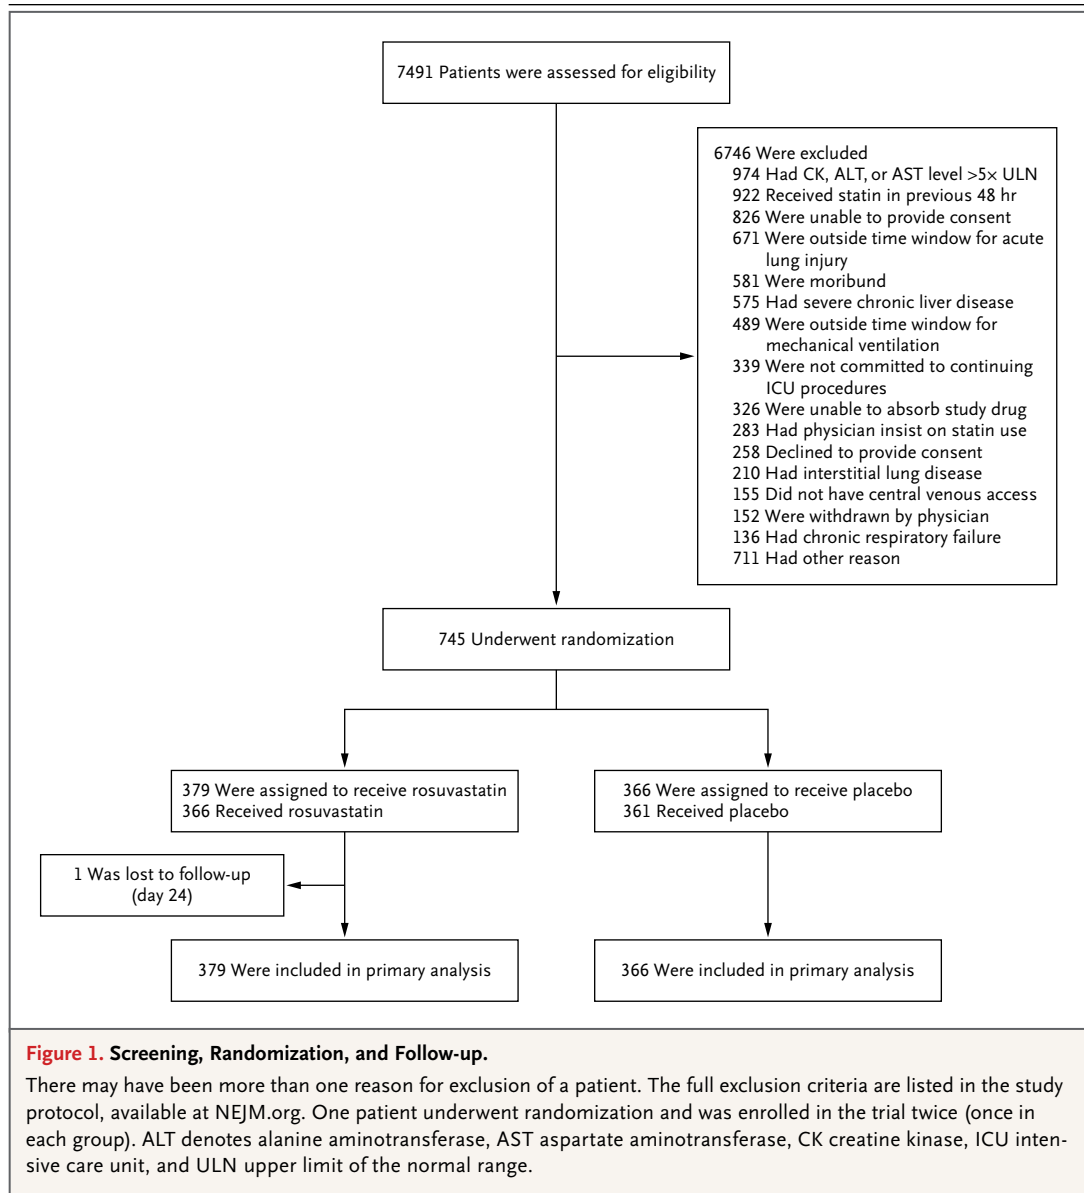 7491 Patients were assessed for eligibility
6746 Were excluded
974 Had CK, ALT, or AST level >5× ULN
922 Received statin in previous 48 hr
826 Were unable to provide consent
671 Were outside time window for acute
lung injury
581 Were moribund
575 Had severe chronic liver disease
489 Were outside time window for
mechanical ventilation
339 Were not committed to continuing
ICU procedures
326 Were unable to absorb study drug
283 Had physician insist on statin use
258 Declined to provide consent
210 Had interstitial lung disease
155 Did not have central venous access
152 Were withdrawn by physician
136 Had chronic respiratory failure
711 Had other reason
745 Underwent randomization
379 Were assigned to receive rosuvastatin
366 Received rosuvastatin
366 Were assigned to receive placebo
361 Received placebo
1 Was lost to follow-up
(day 24)
379 Were included in primary analysis
366 Were included in primary analysis
Figure 1. Screening, Randomization, and Follow-up.
There may have been more than one reason for exclusion of a patient. The full exclusion criteria are listed in the study
protocol, available at NEJM.org. One patient underwent randomization and was enrolled in the trial twice (once in
each group). ALT denotes alanine aminotransferase, AST aspartate aminotransferase, CK creatine kinase, ICU inten-
sive care unit, and ULN upper limit of the normal range.